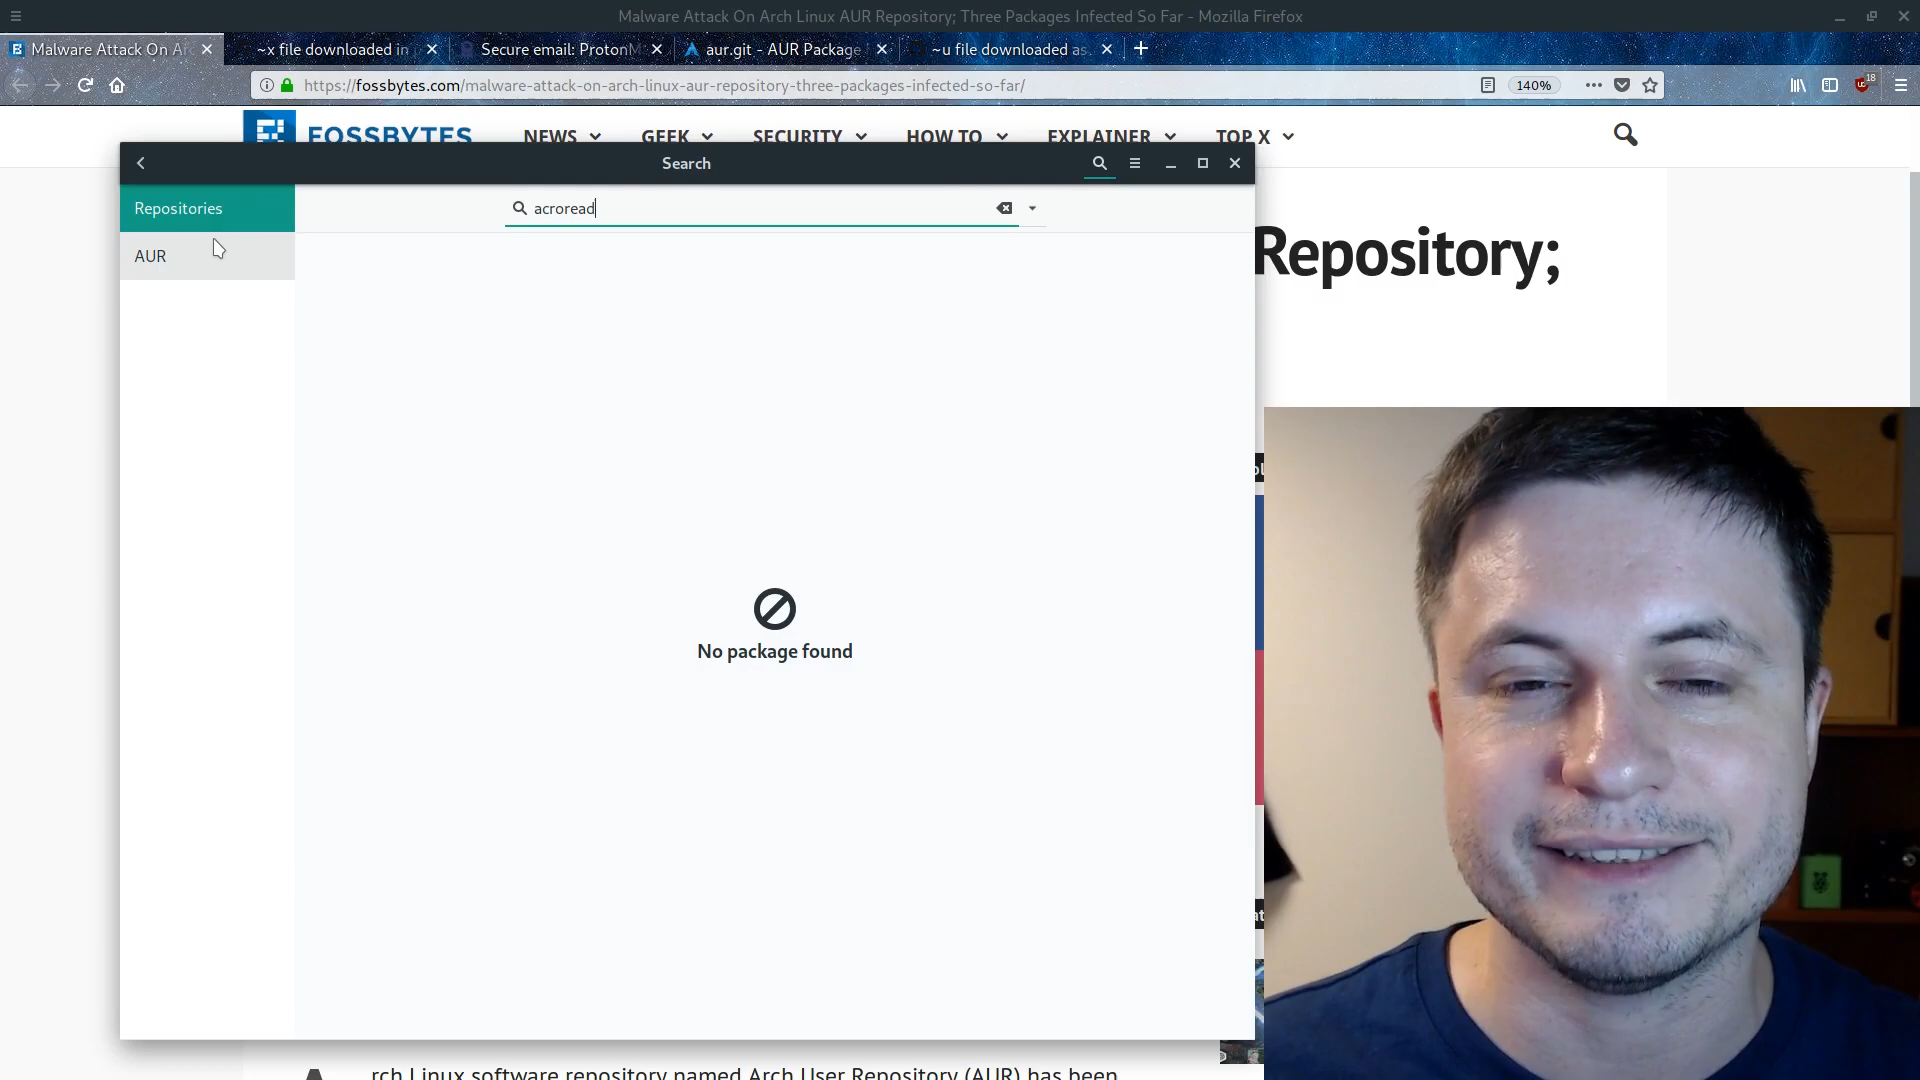 Malware Attack On Arch Linux AUR Repository; Three Packages Infected So Far - Mozilla Firefox
Malware Attack On Arc
~x file downloaded in
Secure email: ProtonM
aur.git - AUR Package
~u file downloaded as.
https://fossbytes.com/malware-attack-on-arch-linux-aur-repository-three-packages-infected-so-far/
140%
18
FOSSBYTES
NEWS
GEEK
SECURITY
HOW TO
EXPLAINER
TOP X
Search
Repositories
acroread
AUR
Repository;
No package found
rch Linux software repository named Arch User Repository (AUR) has been